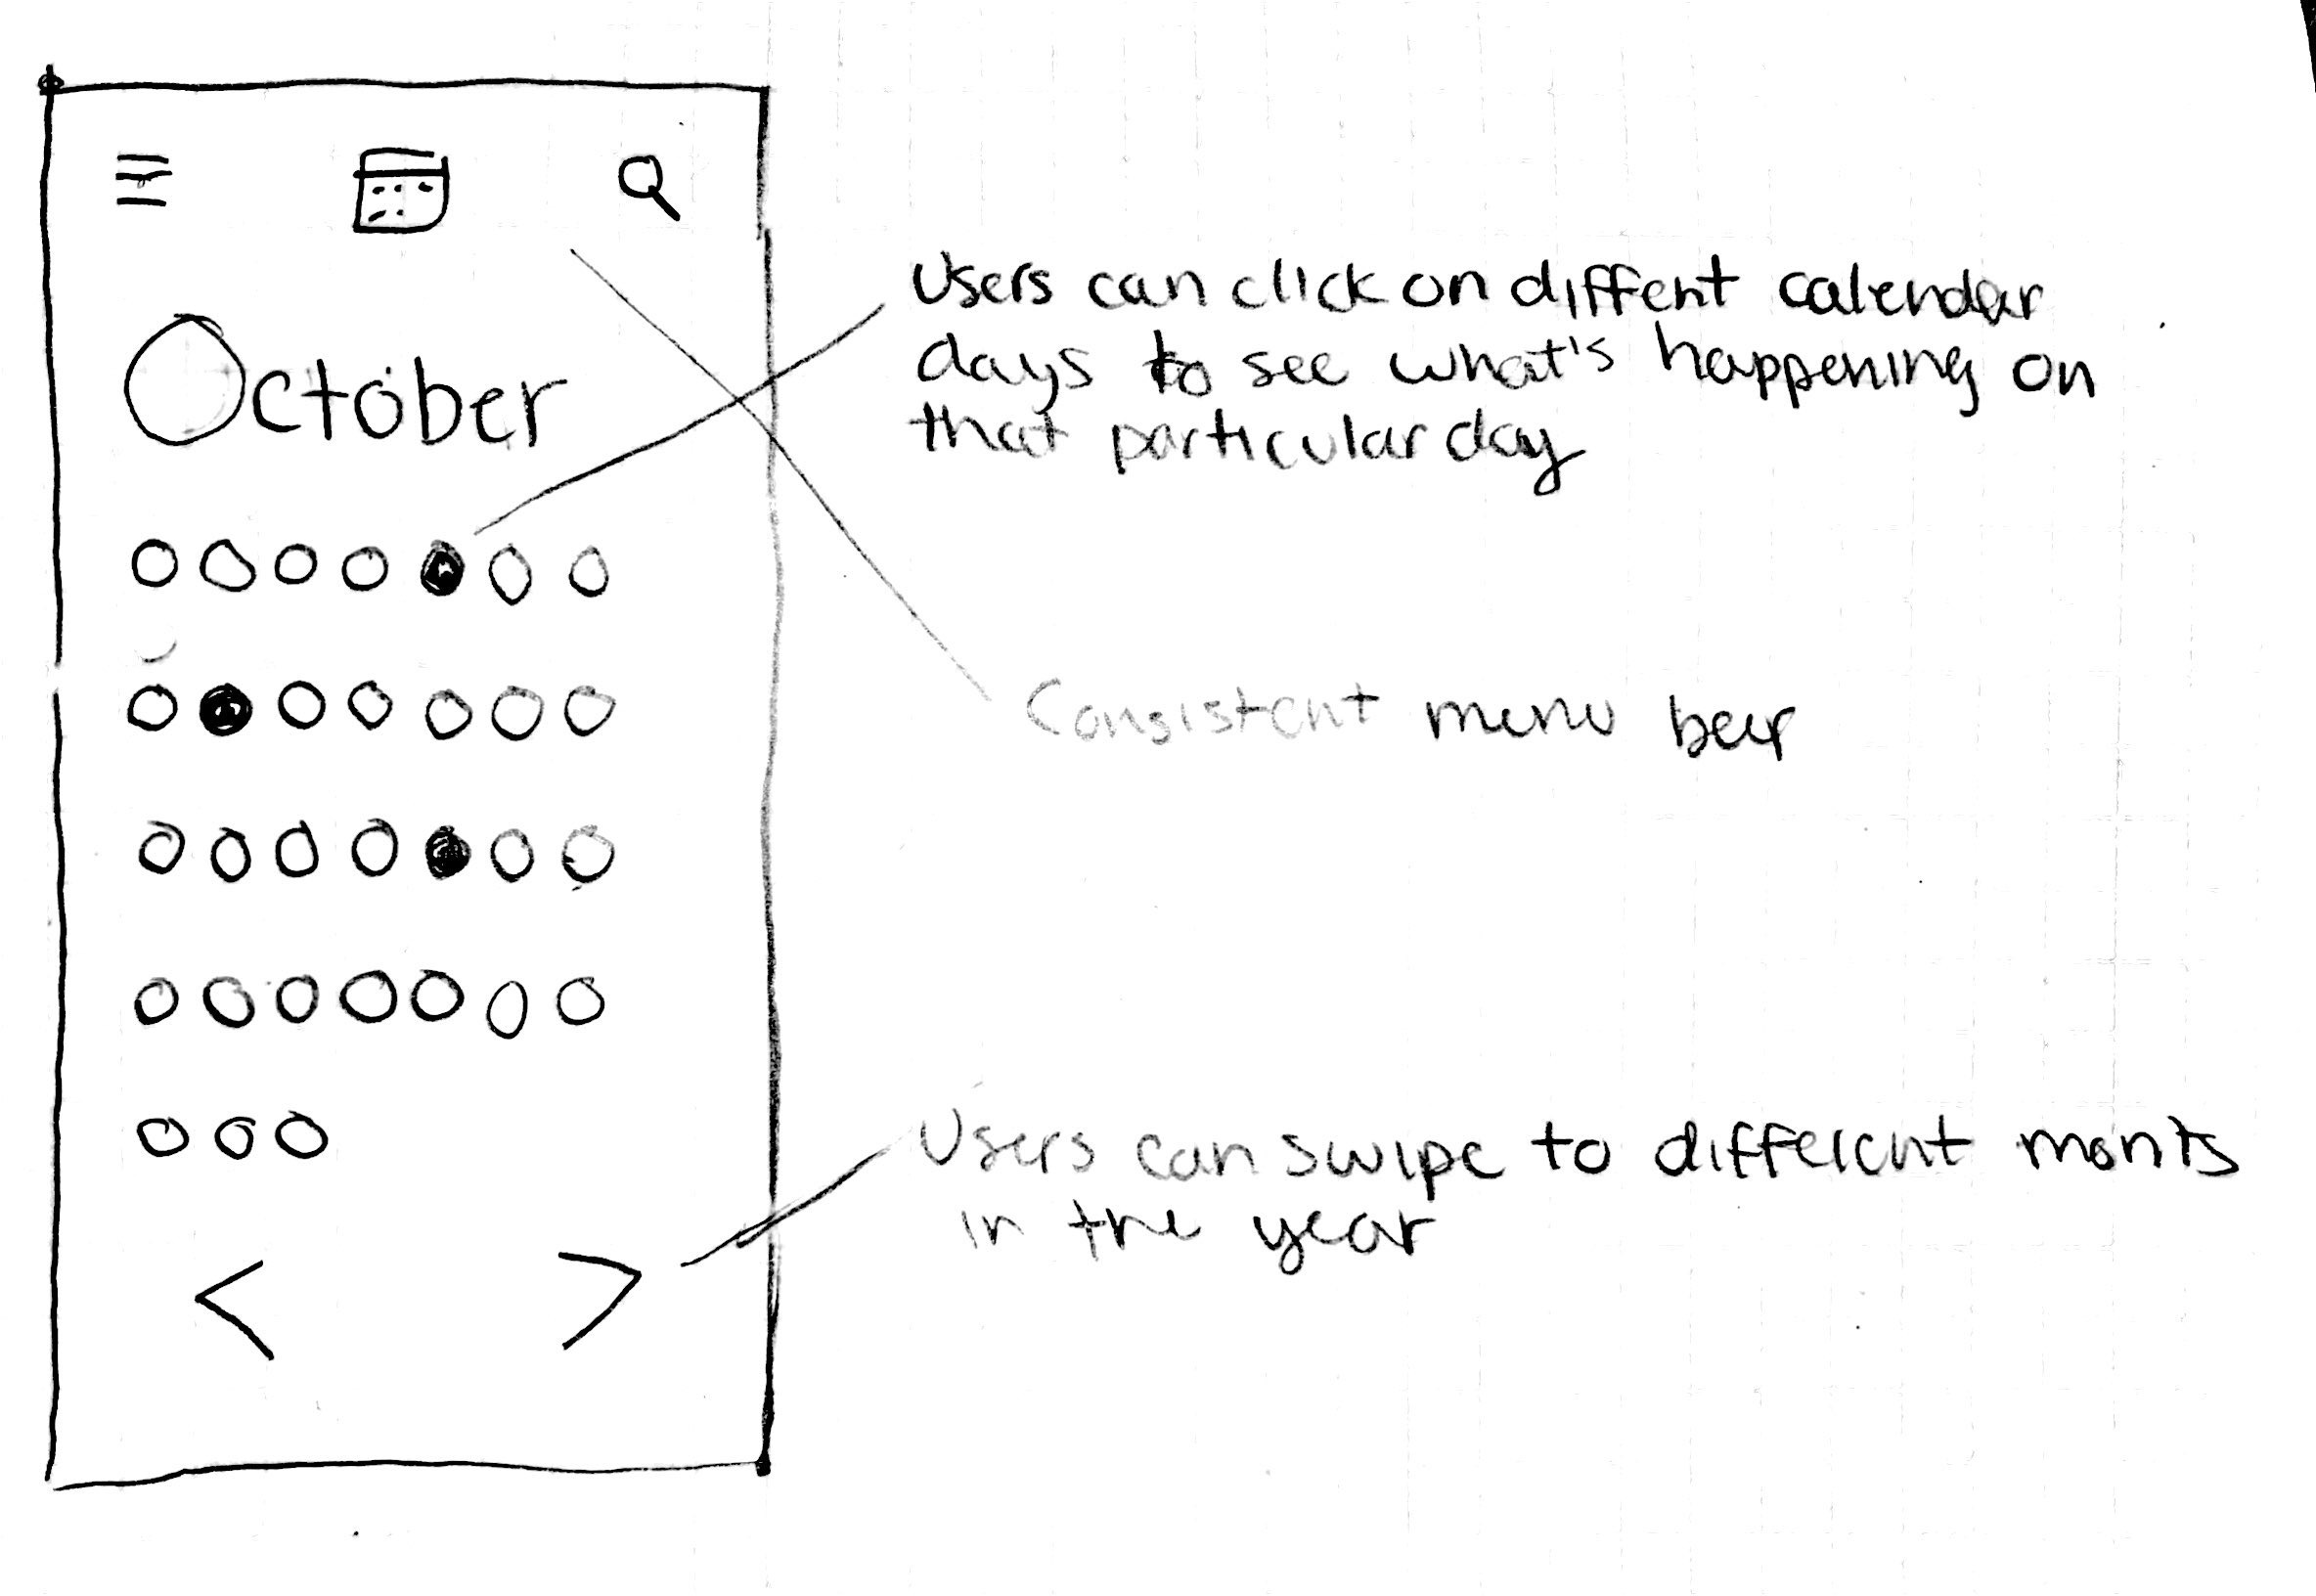 October
Users can click on diffent calendar
days to see what's happening on
that particular day
Consistent menu bar
Users can swipe to different monts
in the year